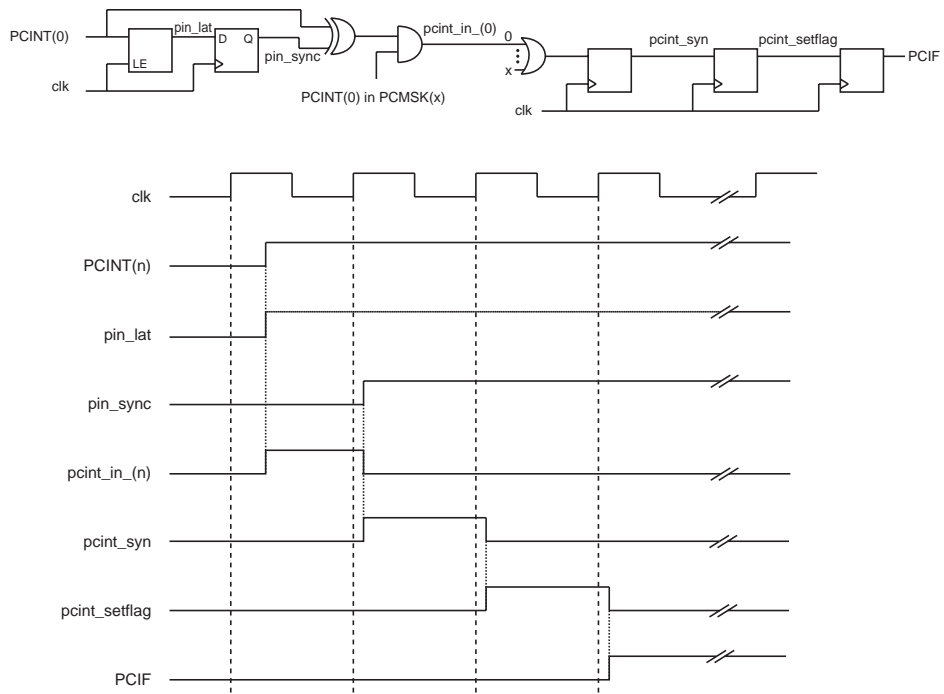 PCINT(0)
pin_lat
D Q
LE
pin_sync
clk
PCINT(0) in PCMSK(x)
pcint_in_(0)
0
x
clk
pcint_syn
pcint_setflag
PCIF
clk
PCINT(n)
pin_lat
pin_sync
pcint_in_(n)
pcint_syn
pcint_setflag
PCIF